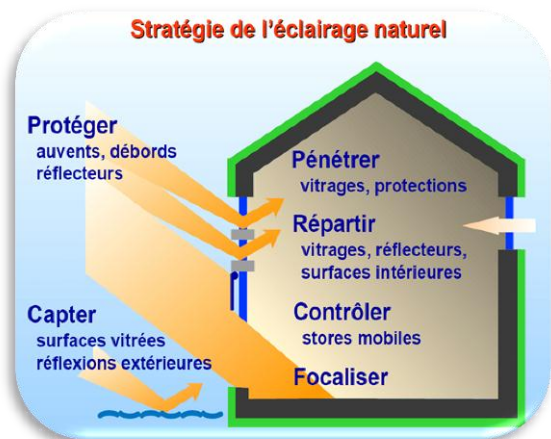 Stratégie de l'éclairage naturel
Protéger
auvents, débords
réflecteurs
Capter
surfaces vitrées
réflexions extérieures
Pénétrer
vitrages, protections
Répartir
vitrages, réflecteurs,
surfaces intérieures
Contrôler
stores mobiles
Focaliser